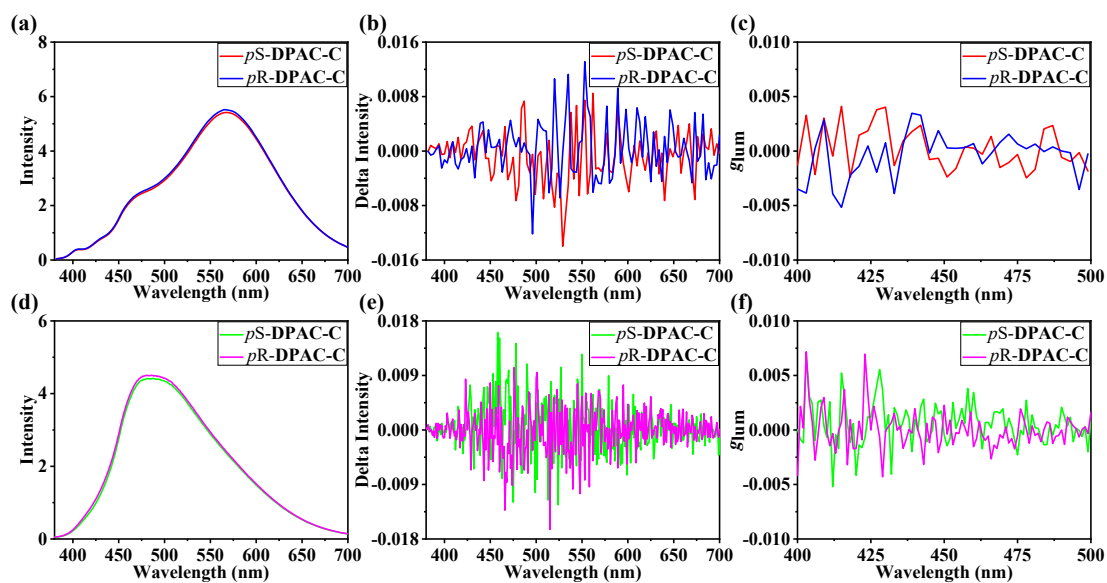 (a)
8
6
4
2
0
Intensity
400 450 500 550 600 650 700
Wavelength (nm)
pS-DPAC-C
pR-DPAC-C
(b)
0.016
0.008
0.000
-0.008
-0.016
Delta Intensity
400 450 500 550 600 650 700
Wavelength (nm)
pS-DPAC-C
pR-DPAC-C
(c)
0.010
0.005
0.000
-0.005
-0.010
glum
400 425 450 475 500
Wavelength (nm)
pS-DPAC-C
pR-DPAC-C
(d)
6
4
2
0
Intensity
400 450 500 550 600 650 700
Wavelength (nm)
pS-DPAC-C
pR-DPAC-C
(e)
0.018
0.009
0.000
-0.009
-0.018
Delta Intensity
400 450 500 550 600 650 700
Wavelength (nm)
pS-DPAC-C
pR-DPAC-C
(f)
0.010
0.005
0.000
-0.005
-0.010
glum
400 425 450 475 500
Wavelength (nm)
pS-DPAC-C
pR-DPAC-C